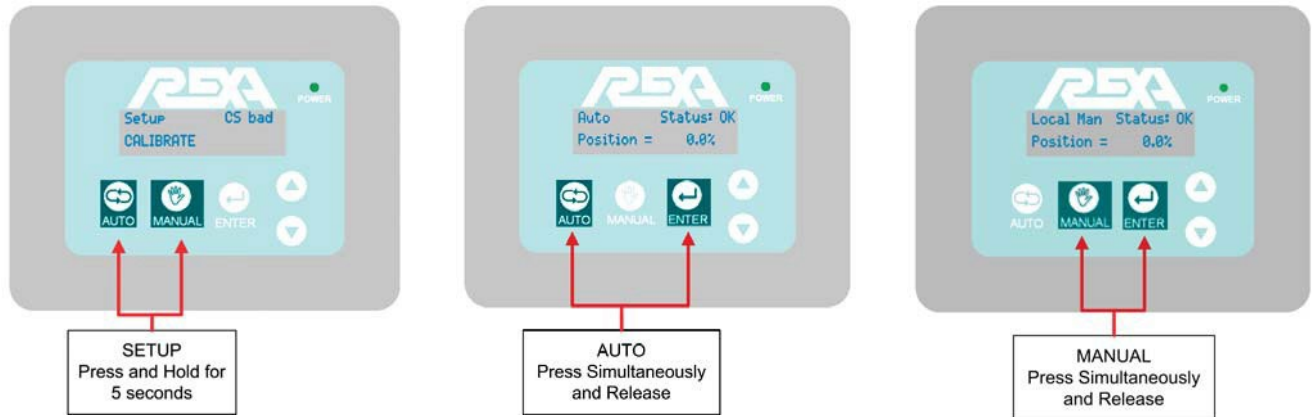 REXA
POWER
Setup CS bad
CALIBRATE
AUTO MANUAL ENTER
SETUP
Press and Hold for
5 seconds
REXA
POWER
Auto Status: OK
Position = 0.0%
AUTO MANUAL ENTER
AUTO
Press Simultaneously
and Release
REXA
POWER
Local Man Status: OK
Position = 0.0%
AUTO MANUAL ENTER
MANUAL
Press Simultaneously
and Release